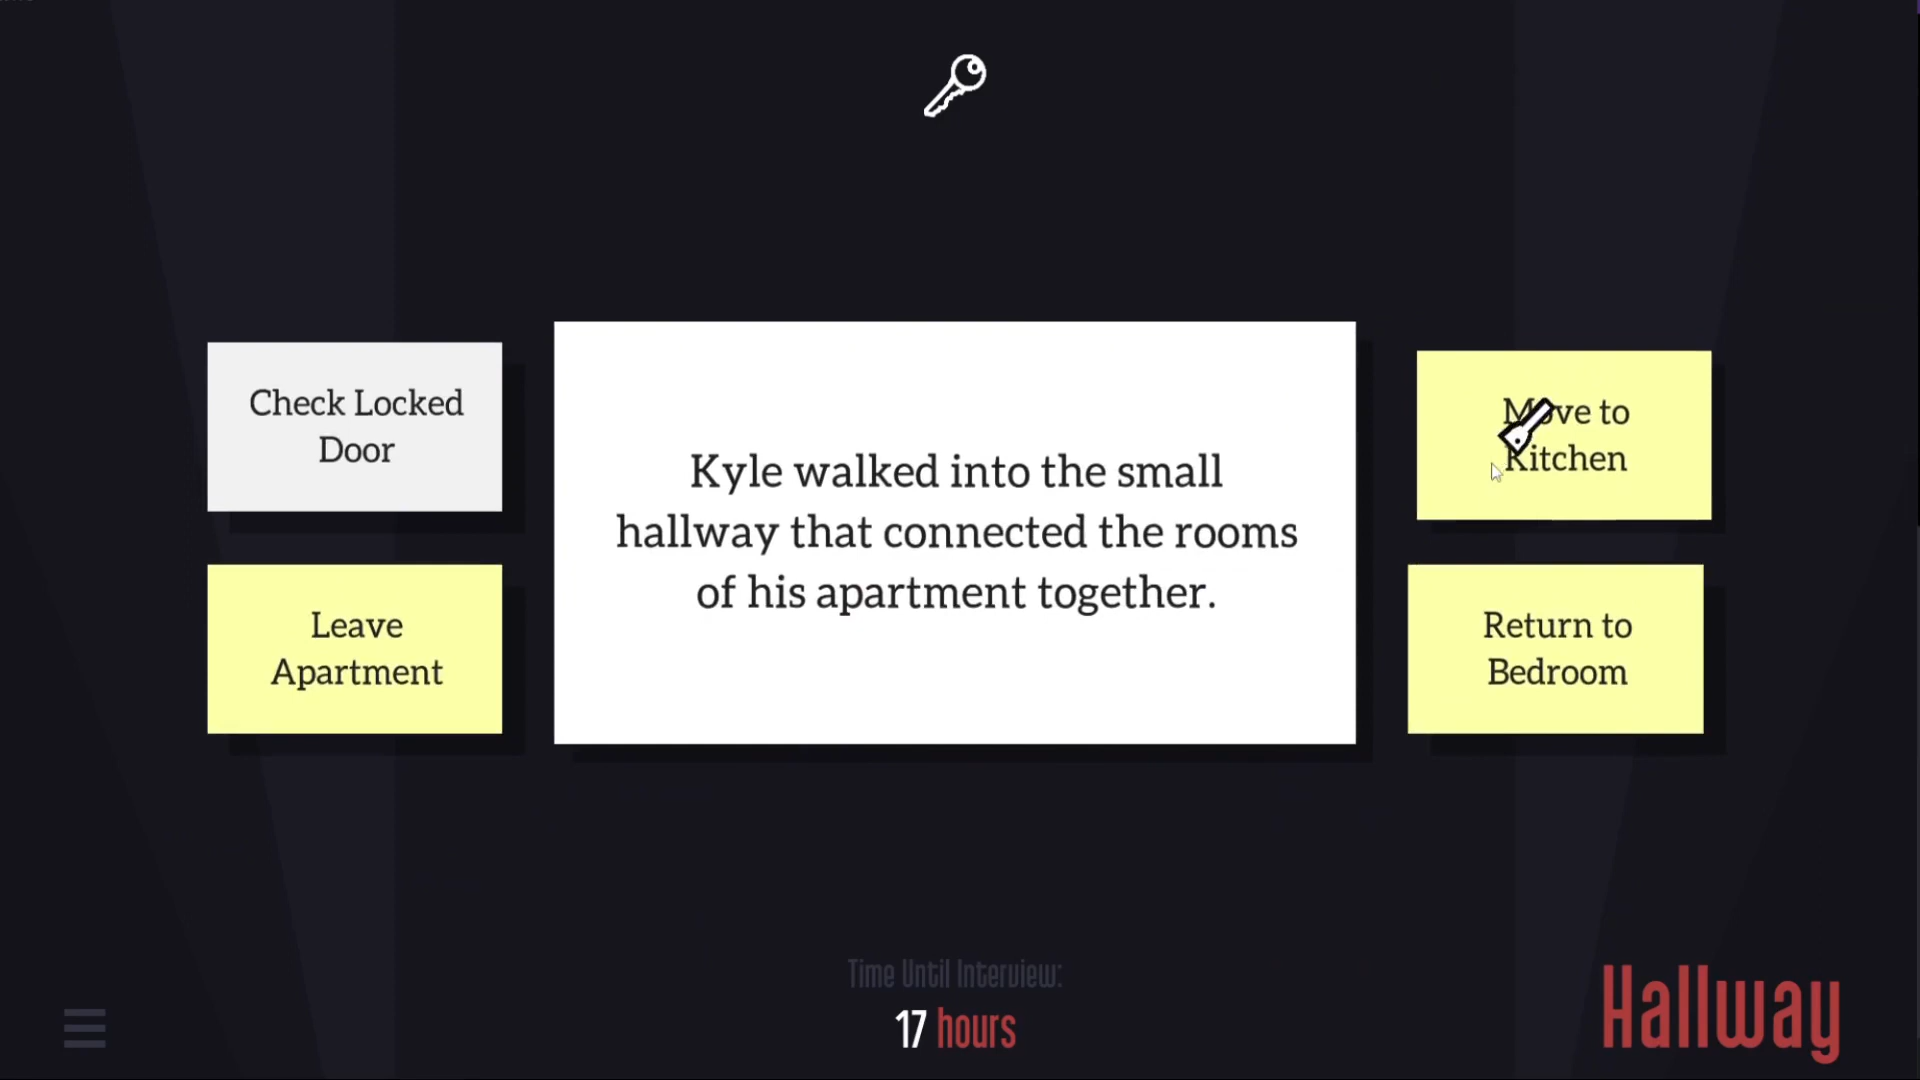 Check Locked
Door
Leave
Apartment
Kyle walked into the small
hallway that connected the rooms
of his apartment together.
Move to
Kitchen
Return to
Bedroom
Time Until Interview:
17 hours
Hallway